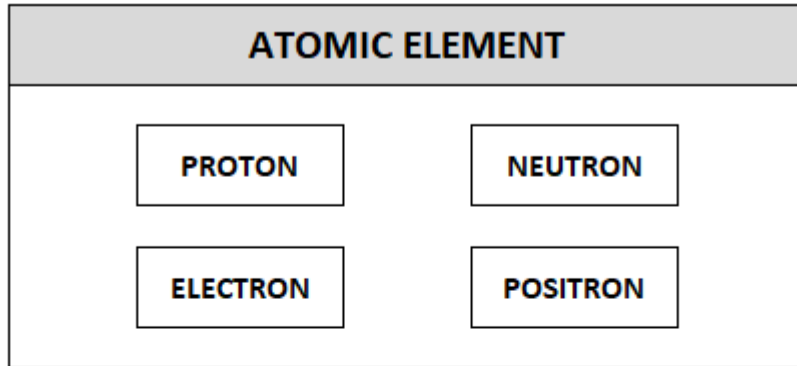 ATOMIC ELEMENT
PROTON
NEUTRON
ELECTRON
POSITRON